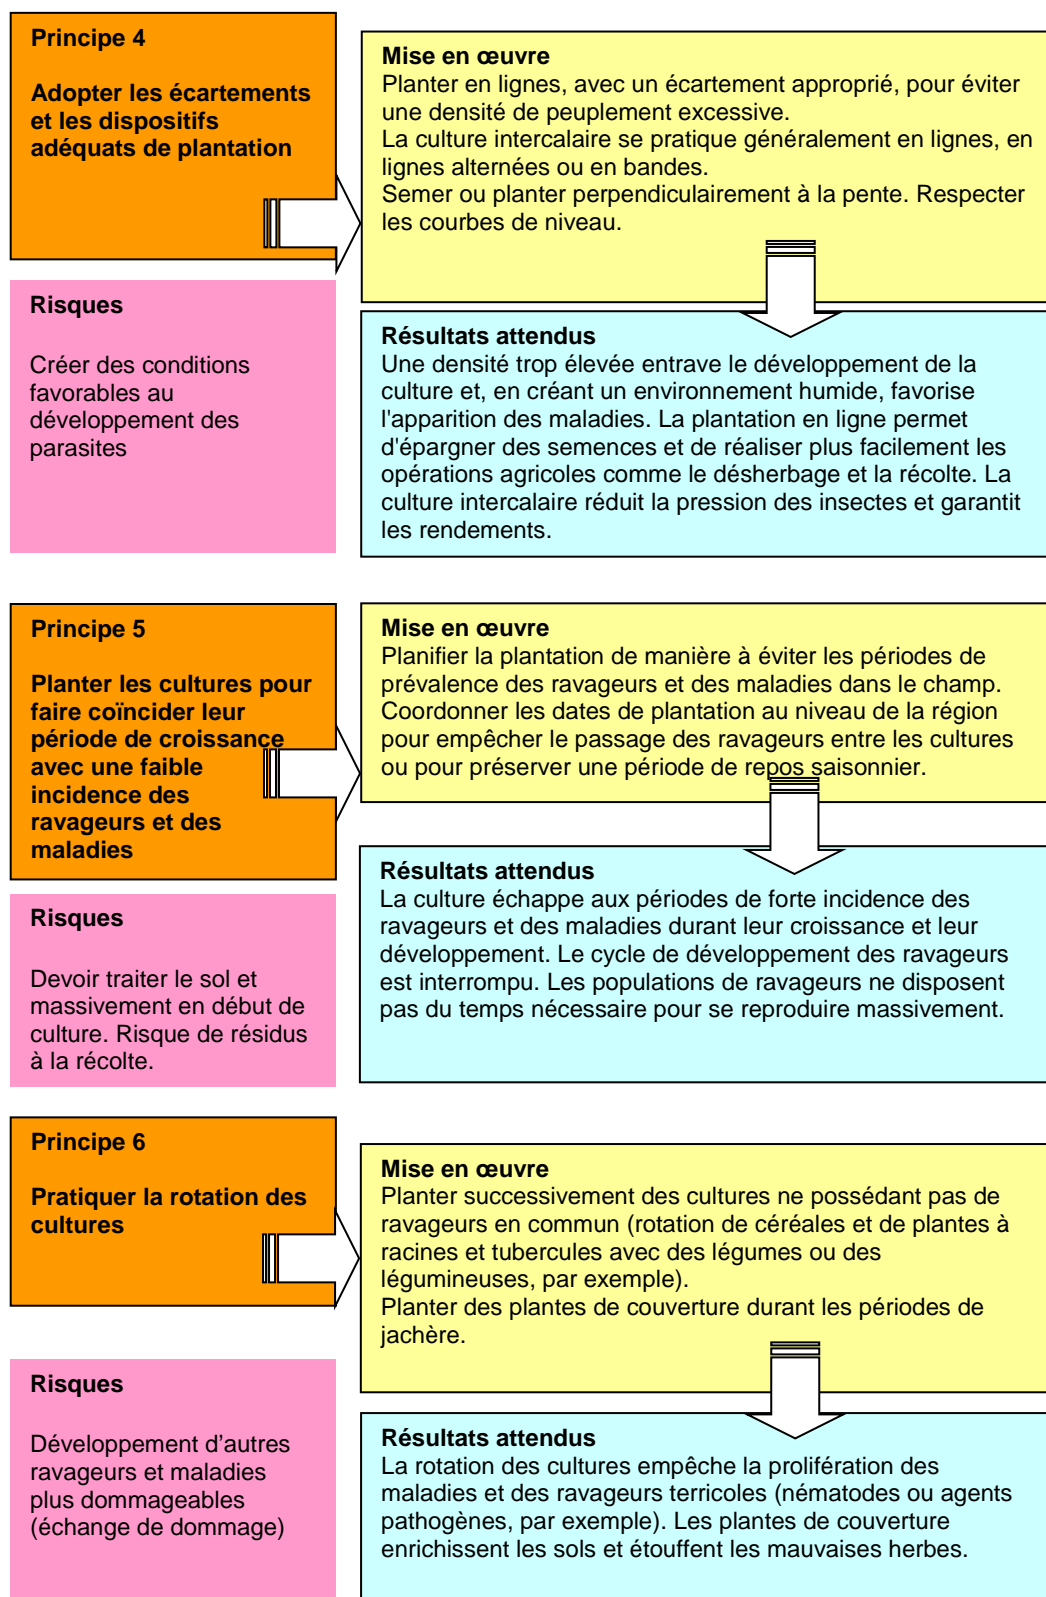 Principe 4
Adopter les écartements
et les dispositifs
adéquats de plantation
Mise en œuvre
Planter en lignes, avec un écartement approprié, pour éviter
une densité de peuplement excessive.
La culture intercalaire se pratique généralement en lignes, en
lignes alternées ou en bandes.
Semer ou planter perpendiculairement à la pente. Respecter
les courbes de niveau.
Risques
Créer des conditions
favorables au
développement des
parasites
Résultats attendus
Une densité trop élevée entrave le développement de la
culture et, en créant un environnement humide, favorise
l'apparition des maladies. La plantation en ligne permet
d'épargner des semences et de réaliser plus facilement les
opérations agricoles comme le désherbage et la récolte. La
culture intercalaire réduit la pression des insectes et garantit
les rendements.
Principe 5
Planter les cultures pour
faire coïncider leur
période de croissance
avec une faible
incidence des
ravageurs et des
maladies
Mise en œuvre
Planifier la plantation de manière à éviter les périodes de
prévalence des ravageurs et des maladies dans le champ.
Coordonner les dates de plantation au niveau de la région
pour empêcher le passage des ravageurs entre les cultures
ou pour préserver une période de repos saisonnier.
Risques
Devoir traiter le sol et
massivement en début de
culture. Risque de résidus
à la récolte.
Résultats attendus
La culture échappe aux périodes de forte incidence des
ravageurs et des maladies durant leur croissance et leur
développement. Le cycle de développement des ravageurs
est interrompu. Les populations de ravageurs ne disposent
pas du temps nécessaire pour se reproduire massivement.
Principe 6
Pratiquer la rotation des
cultures
Mise en œuvre
Planter successivement des cultures ne possédant pas de
ravageurs en commun (rotation de céréales et de plantes à
racines et tubercules avec des légumes ou des
légumineuses, par exemple).
Planter des plantes de couverture durant les périodes de
jachère.
Risques
Développement d’autres
ravageurs et maladies
plus dommageables
(échange de dommage)
Résultats attendus
La rotation des cultures empêche la prolifération des
maladies et des ravageurs terricoles (nématodes ou agents
pathogènes, par exemple). Les plantes de couverture
enrichissent les sols et étouffent les mauvaises herbes.